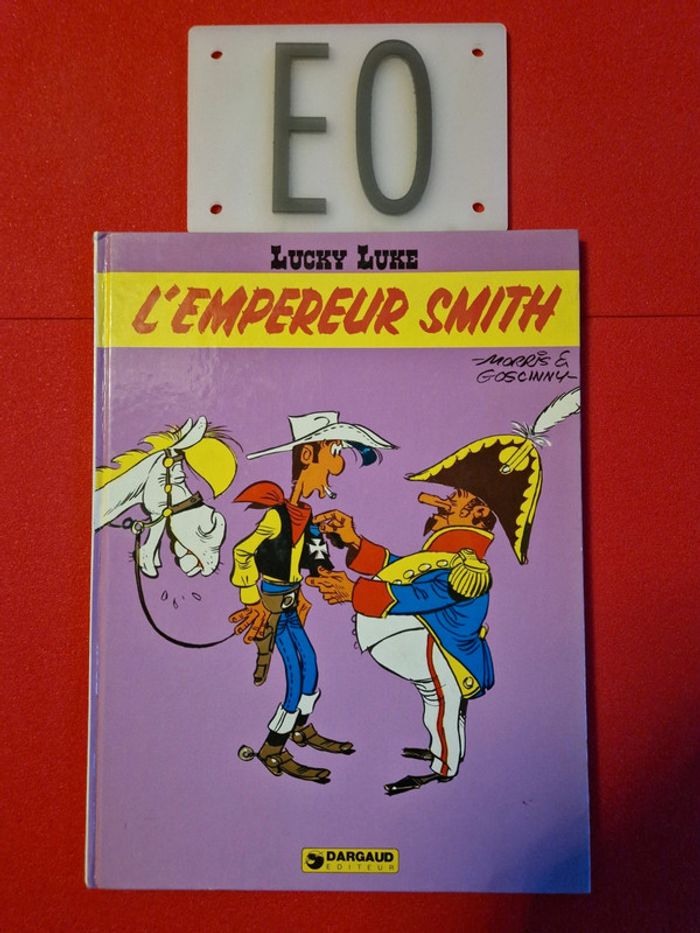 EO
LUCKY LUKE
L'EMPEREUR SMITH
MORRIS &
GOSCINNY
DARGAUD
EDITEUR